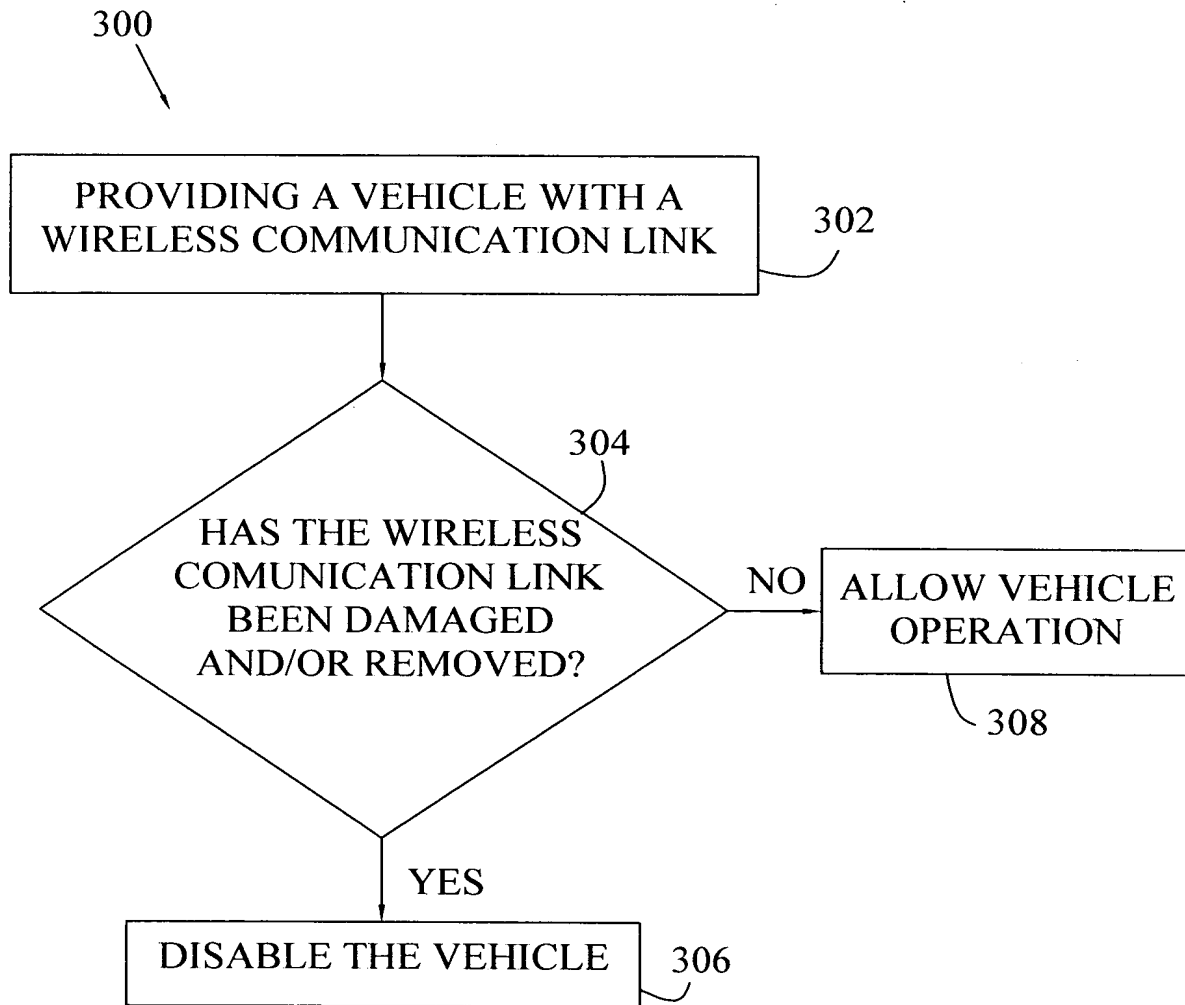 300
PROVIDING A VEHICLE WITH A
WIRELESS COMMUNICATION LINK
302
304
HAS THE WIRELESS
COMUNICATION LINK
BEEN DAMAGED
AND/OR REMOVED?
NO
ALLOW VEHICLE
OPERATION
308
YES
DISABLE THE VEHICLE
306